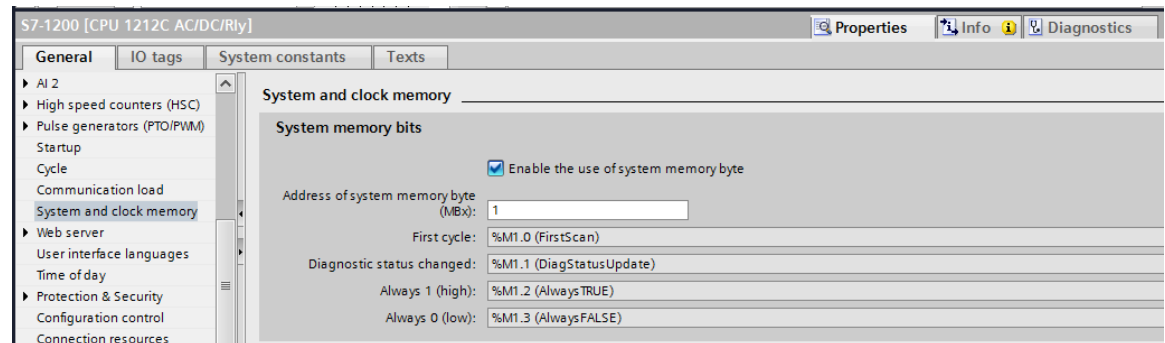 S7-1200 [CPU 1212C AC/DC/Rly]
Properties
Info
Diagnostics
General
IO tags
System constants
Texts
AI 2
High speed counters (HSC)
Pulse generators (PTO/PWM)
Startup
Cycle
Communication load
System and clock memory
Web server
User interface languages
Time of day
Protection & Security
Configuration control
Connection resources
System and clock memory
System memory bits
Enable the use of system memory byte
Address of system memory byte
(MBx): 1
First cycle: %M1.0 (FirstScan)
Diagnostic status changed: %M1.1 (DiagStatusUpdate)
Always 1 (high): %M1.2 (AlwaysTRUE)
Always 0 (low): %M1.3 (AlwaysFALSE)